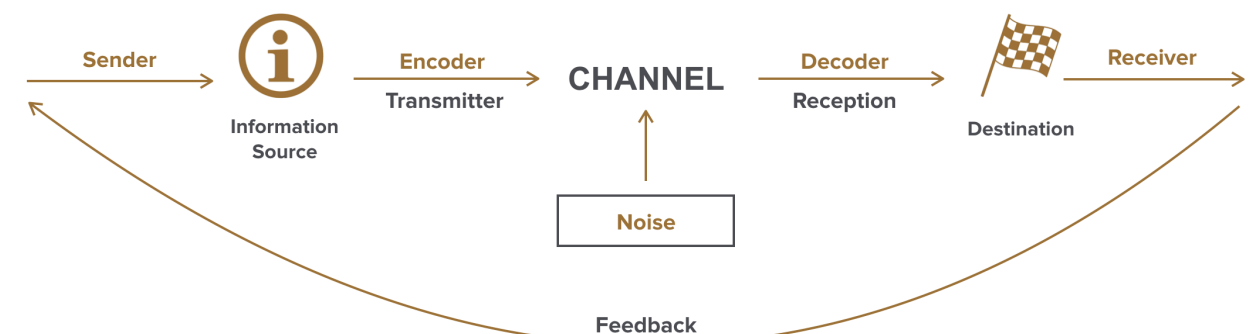 Sender
Information
Source
Encoder
Transmitter
CHANNEL
Noise
Decoder
Reception
Destination
Receiver
Feedback